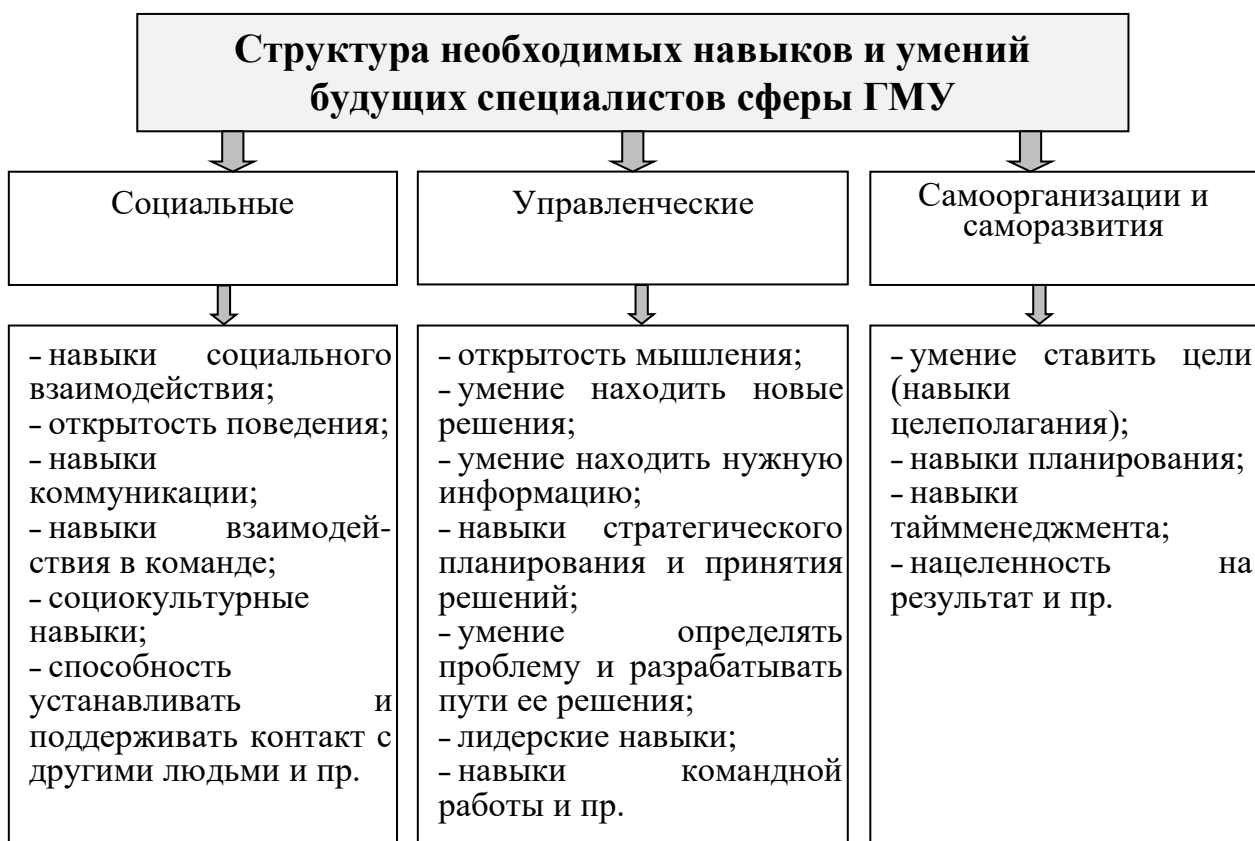 Структура необходимых навыков и умений
будущих специалистов сферы ГМУ
Социальные
Управленческие
Самоорганизации и
саморазвития
- навыки социального
взаимодействия;
- открытость поведения;
- навыки
коммуникации;
- навыки взаимодей-
ствия в команде;
- социокультурные
навыки;
- способность
устанавливать и
поддерживать контакт с
другими людьми и пр.
- открытость мышления;
- умение находить новые
решения;
- умение находить нужную
информацию;
- навыки стратегического
планирования и принятия
решений;
- умение определять
проблему и разрабатывать
пути ее решения;
- лидерские навыки;
- навыки командной
работы и пр.
- умение ставить цели
(навыки
целеполагания);
- навыки планирования;
- навыки
таймменеджмента;
- нацеленность на
результат и пр.